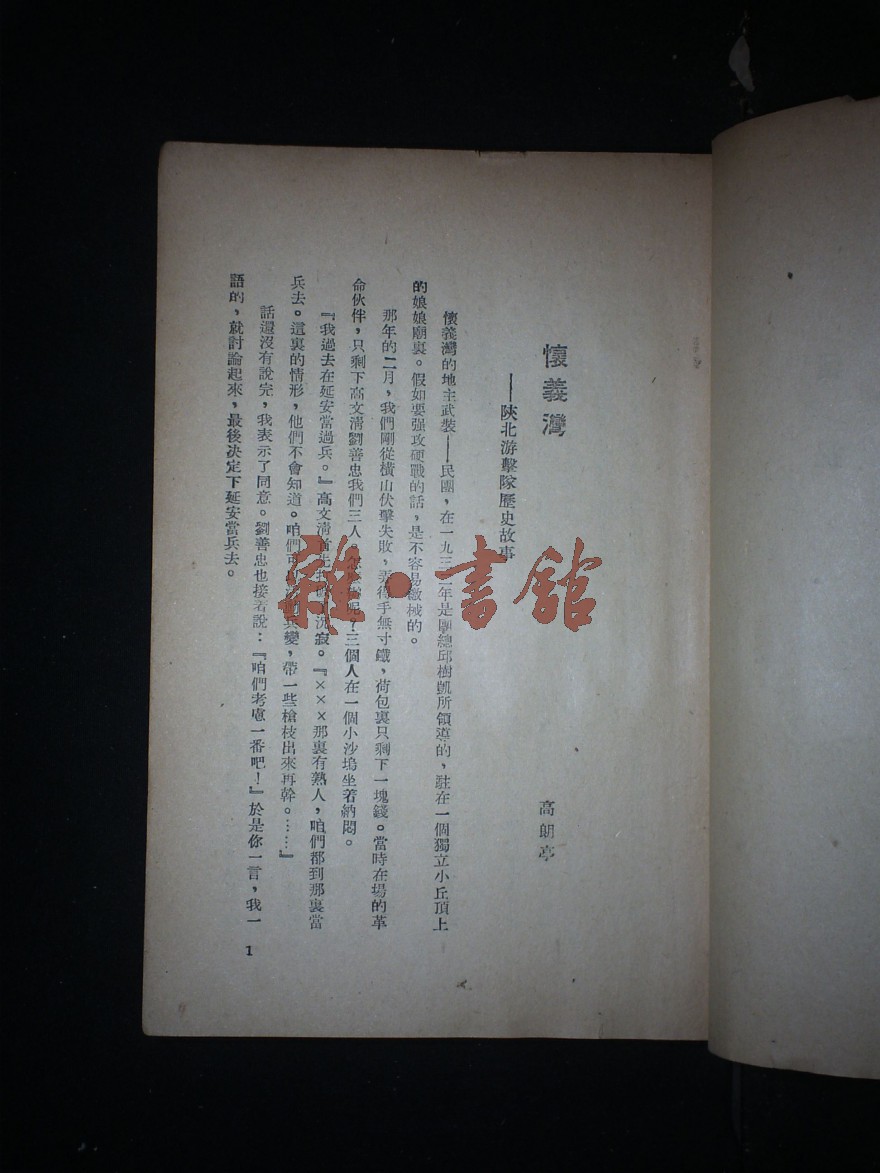 懷義灣
——陝北游擊隊歷史故事
高朗亭
懷義灣的地主武裝——民團,在一九三二年是團總邱樹凱所領導的,駐在一個獨立小丘頂上
的娘娘廟裏。假如要强攻硬戰的話,是不容易繳械的。
那年的二月,我們剛從橫山伏擊失敗,弄得手無寸鐵,荷包裏只剩下一塊錢。當時在場的革
命伙伴,只剩下高文淸劉善忠我們三人。呢?三個人在一個小沙塢坐着納悶。
『我過去在延安當過兵。』高文淸首先沉寂。『×××那裏有熟人,咱們都到那裏當
兵去。這裏的情形,他們不會知道。咱們可以兵變,帶一些槍枝出來再幹。……』
話還沒有說完,我表示了同意。劉善忠也接着說:『咱們考慮一番吧!』於是你一言,我一
語的,就討論起來,最後决定下延安當兵去。
1
雜·書館